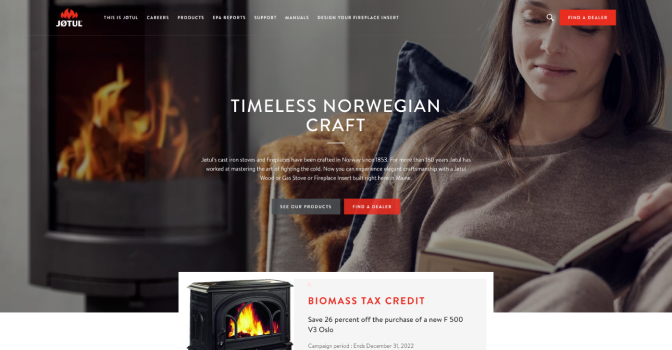 JØTUL
THIS IS JØTUL CAREERS PRODUCTS EPA REPORTS SUPPORT MANUALS DESIGN YOUR FIREPLACE INSERT
FIND A DEALER
TIMELESS NORWEGIAN
CRAFT
Jøtul's cast iron stoves and fireplaces have been crafted in Norway since 1853. For more than 160 years Jøtul has
worked at mastering the art of fighting the cold. Now you can experience elegant craftsmanship with a Jøtul
Wood or Gas Stove or Fireplace Insert built right here in Maine.
SEE OUR PRODUCTS
FIND A DEALER
BIOMASS TAX CREDIT
Save 26 percent off the purchase of a new F 500
V3 Oslo
Campaign period : Ends December 31, 2022